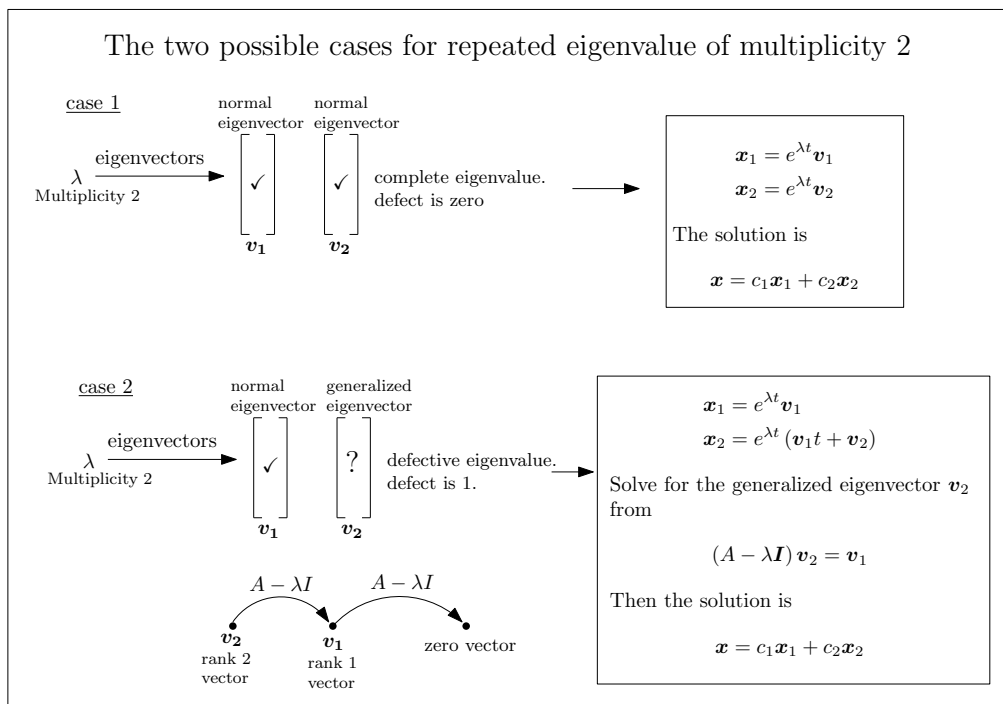 The two possible cases for repeated eigenvalue of multiplicity 2
case 1
normal eigenvector
normal eigenvector
eigenvectors
λ
Multiplicity 2
✓
✓
v₁
v₂
complete eigenvalue.
defect is zero
x₁ = e^{λt} v₁
x₂ = e^{λt} v₂
The solution is
x = c₁x₁ + c₂x₂
case 2
normal eigenvector
generalized eigenvector
eigenvectors
λ
Multiplicity 2
✓
?
v₁
v₂
defective eigenvalue.
defect is 1.
x₁ = e^{λt} v₁
x₂ = e^{λt} (v₁t + v₂)
Solve for the generalized eigenvector v₂
from
(A − λI) v₂ = v₁
Then the solution is
x = c₁x₁ + c₂x₂
A − λI
A − λI
v₂
rank 2
vector
v₁
rank 1
vector
zero vector